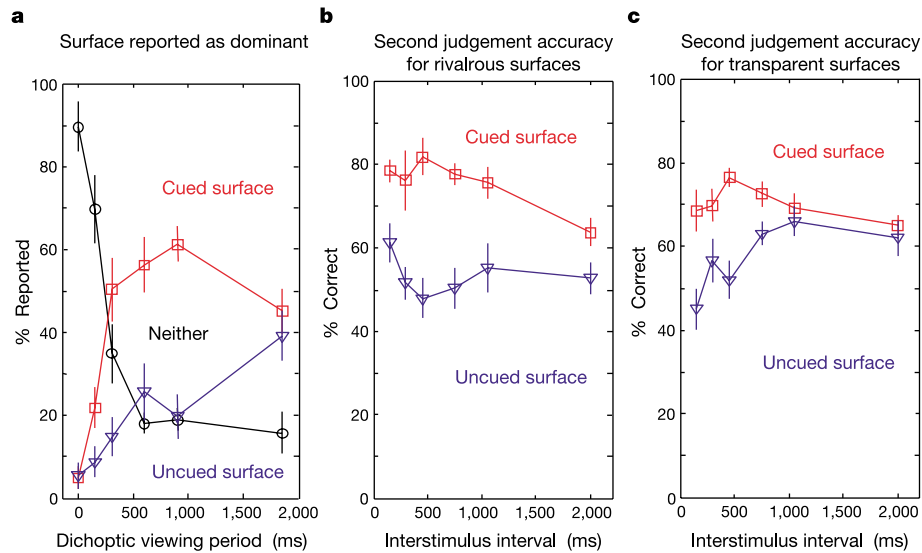 a
Surface reported as dominant
100
80
60
40
20
0
% Reported
Cued surface
Neither
Uncued surface
0 500 1,000 1,500 2,000
Dichoptic viewing period (ms)
b
Second judgement accuracy
for rivalrous surfaces
100
80
60
40
20
0
% Correct
Cued surface
Uncued surface
0 500 1,000 1,500 2,000
Interstimulus interval (ms)
c
Second judgement accuracy
for transparent surfaces
100
80
60
40
20
0
% Correct
Cued surface
Uncued surface
0 500 1,000 1,500 2,000
Interstimulus interval (ms)